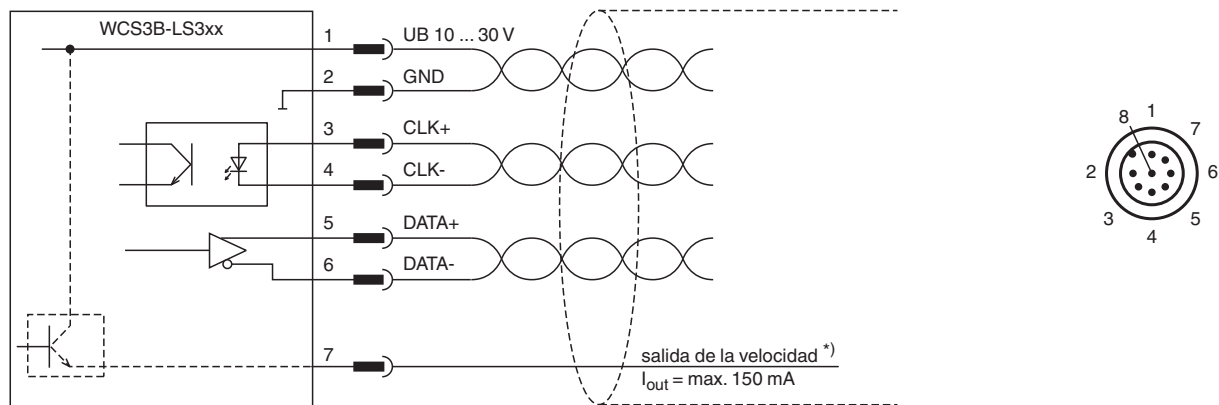 WCS3B-LS3xx
1 UB 10 ... 30 V
2 GND
3 CLK+
4 CLK-
5 DATA+
6 DATA-
7 salida de la velocidad *)
Iout = max. 150 mA
8 1 7
2 6
3 5
4